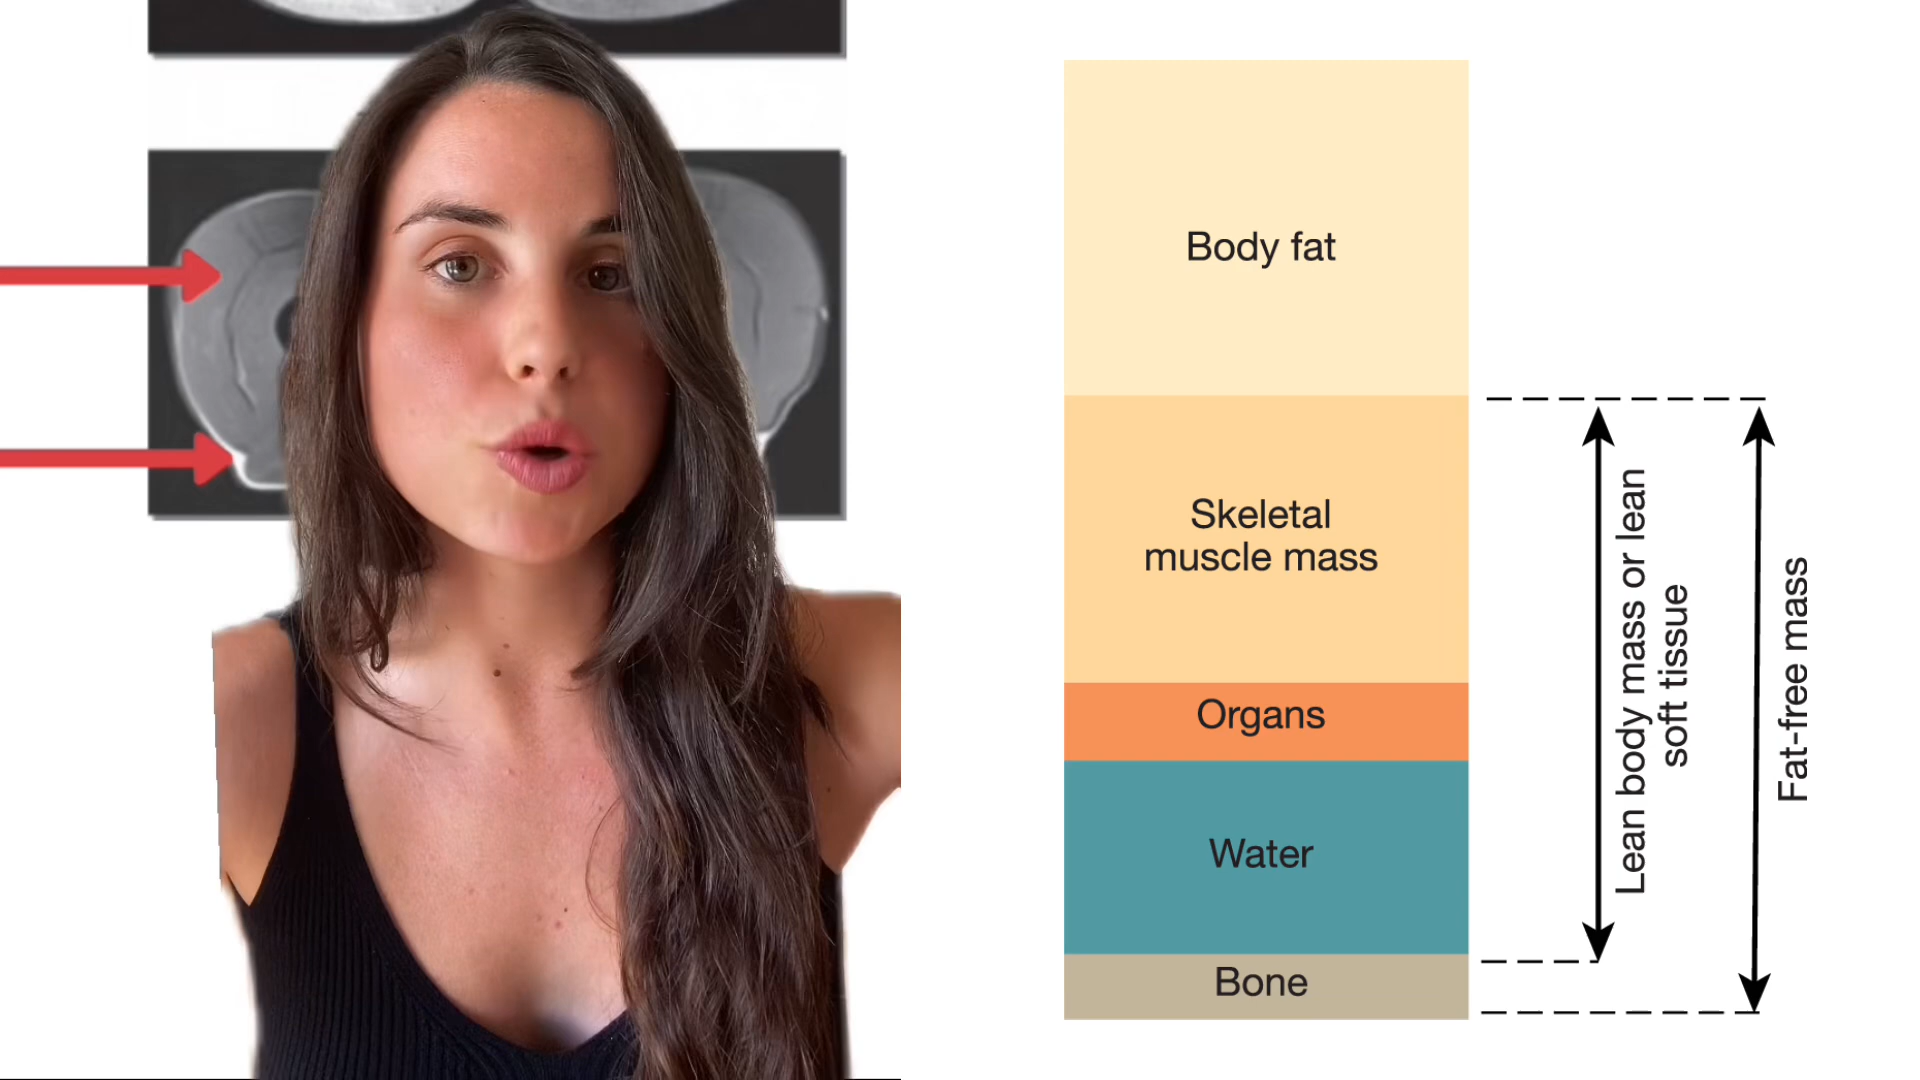 Body fat
Skeletal
muscle mass
Organs
Water
Bone
Lean body mass or lean
soft tissue
Fat-free mass